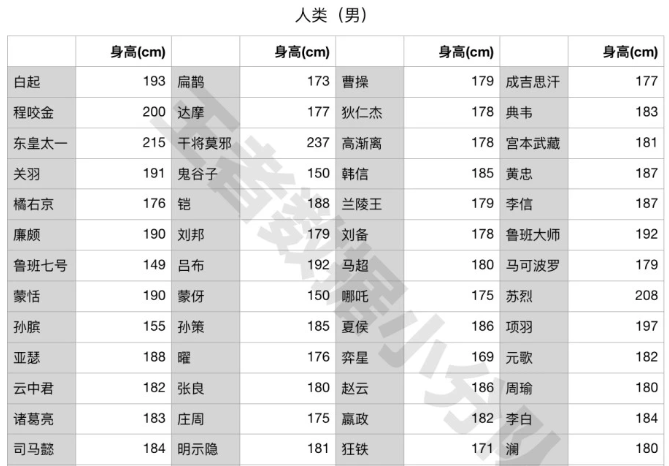 人类（男）
身高(cm) 身高(cm) 身高(cm) 身高(cm)
白起 193 扁鹊 173 曹操 179 成吉思汗 177
程咬金 200 达摩 177 狄仁杰 178 典韦 183
东皇太一 215 干将莫邪 237 高渐离 178 宫本武藏 181
关羽 191 鬼谷子 150 韩信 185 黄忠 187
橘右京 176 铠 188 兰陵王 179 李信 187
廉颇 190 刘邦 179 刘备 178 鲁班大师 192
鲁班七号 149 吕布 192 马超 180 马可波罗 179
蒙恬 190 蒙伢 150 哪吒 175 苏烈 208
孙膑 155 孙策 185 夏侯 186 项羽 197
亚瑟 188 曜 176 弈星 169 元歌 182
云中君 182 张良 180 赵云 186 周瑜 180
诸葛亮 183 庄周 175 嬴政 182 李白 184
司马懿 184 明示隐 181 狂铁 171 澜 180
王者数据小分队